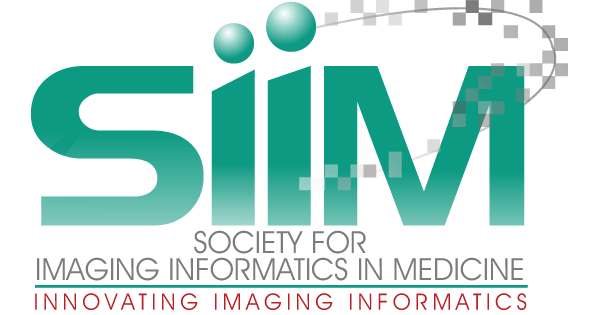 SiiM
SOCIETY FOR
IMAGING INFORMATICS IN MEDICINE
INNOVATING IMAGING INFORMATICS